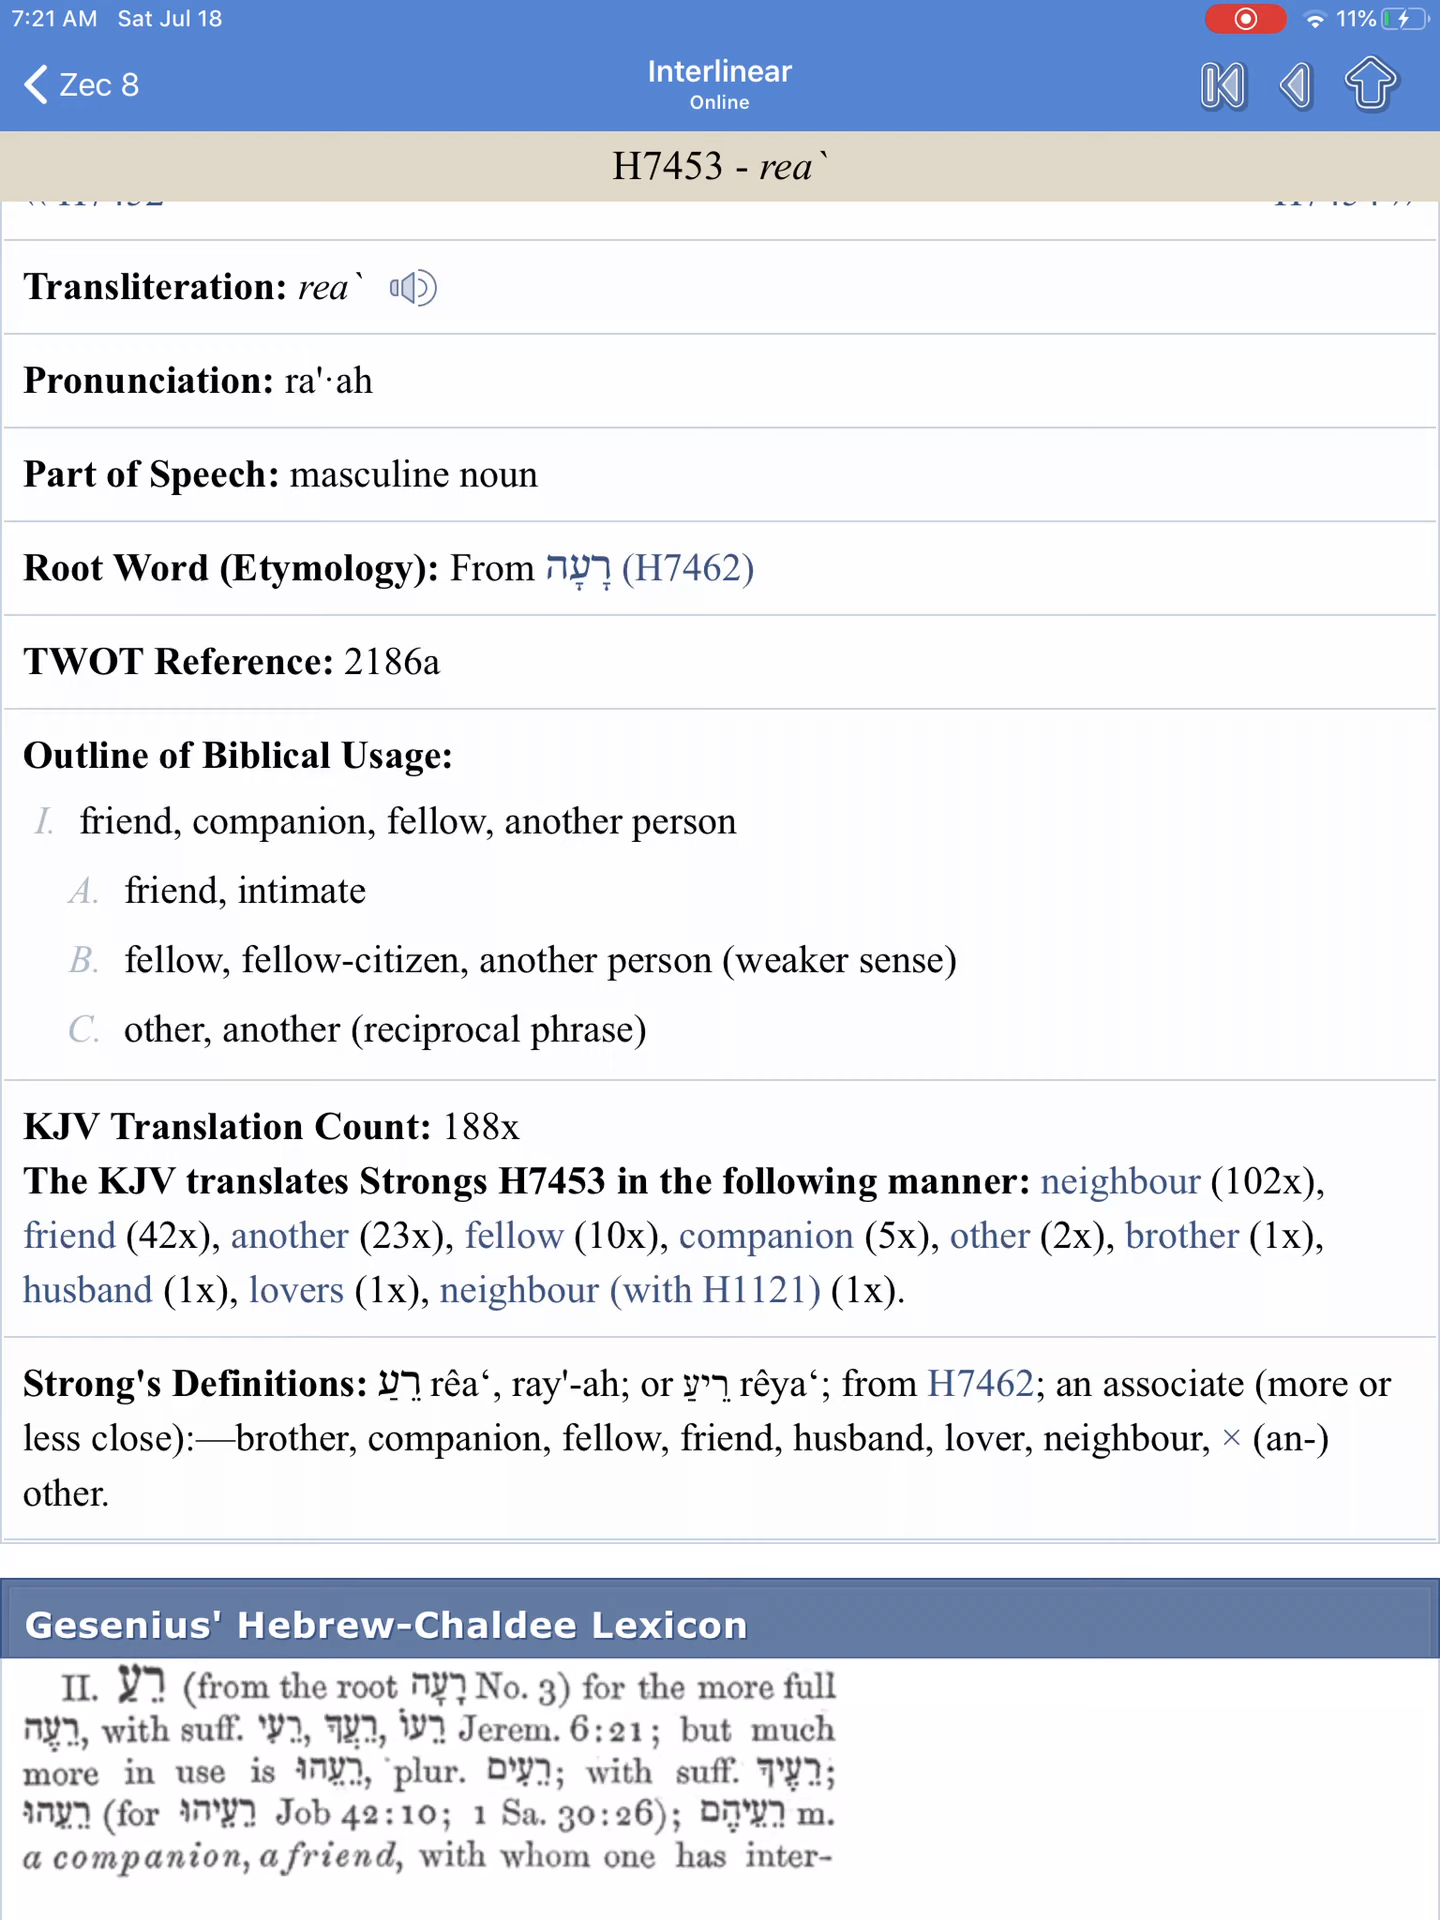 7:21 AM Sat Jul 18
11%
Zec 8
Interlinear
Online
H7453 - rea`
Transliteration: rea`
Pronunciation: ra'·ah
Part of Speech: masculine noun
Root Word (Etymology): From רָעָה (H7462)
TWOT Reference: 2186a
Outline of Biblical Usage:
I. friend, companion, fellow, another person
A. friend, intimate
B. fellow, fellow-citizen, another person (weaker sense)
C. other, another (reciprocal phrase)
KJV Translation Count: 188x
The KJV translates Strongs H7453 in the following manner: neighbour (102x),
friend (42x), another (23x), fellow (10x), companion (5x), other (2x), brother (1x),
husband (1x), lovers (1x), neighbour (with H1121) (1x).
Strong's Definitions: רֵעַ rêaʻ, ray'-ah; or רֵיעַ rêyaʻ; from H7462; an associate (more or
less close):—brother, companion, fellow, friend, husband, lover, neighbour, × (an-)
other.
Gesenius' Hebrew-Chaldee Lexicon
II. רֵעַ (from the root רָעָה No. 3) for the more full
רֵעֶה, with suff. רֵעִי, רֵעֲךָ, רֵעוֹ Jerem. 6:21; but much
more in use is רֵעֵהוּ, plur. רֵעִים; with suff. רֵעֶיךָ;
רֵעֵהוּ (for רֵעֵיהוּ Job 42:10; 1 Sa. 30:26); רֵעֵיהֶם m.
a companion, a friend, with whom one has inter-